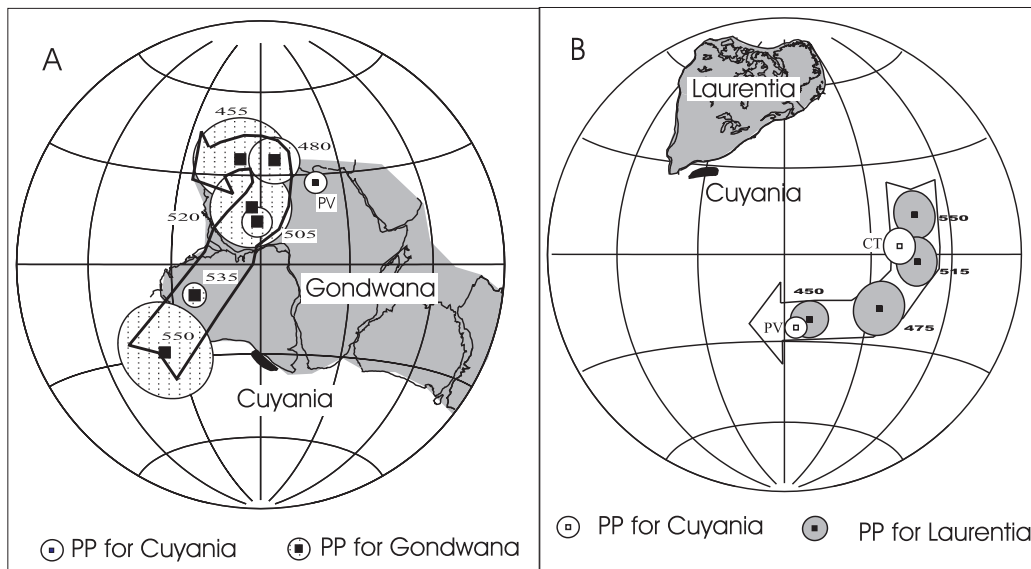 A
455
480
PV
520
505
535
Gondwana
550
Cuyania
PP for Cuyania
PP for Gondwana
B
Laurentia
Cuyania
550
CT
515
450
PV
475
PP for Cuyania
PP for Laurentia